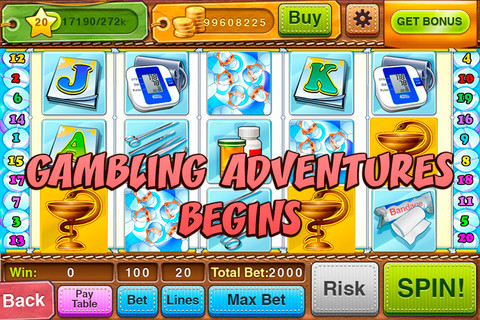 20 17190/272k 99608225 Buy GET BONUS
12 J K 4
2
9 20
6 16
14 18
1 A 10
GAMBLING ADVENTURES
15 5
17 7
11 19
BEGINS
3 Bandage 8
13
20
Win: 0 100 20 Total Bet:2000
Back Pay Table Bet Lines Max Bet Risk SPIN!